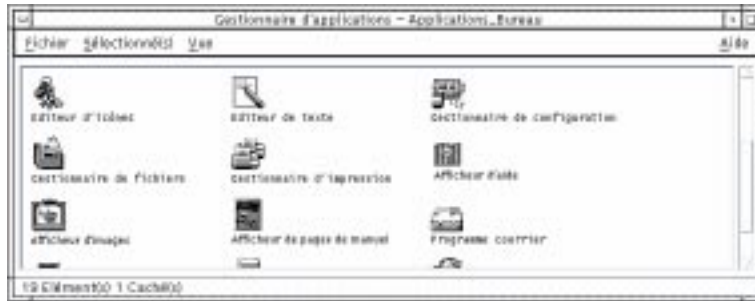 Gestionnaire d'applications - Applications_Bureau
Fichier Sélectionné(s) Vue Aide
Editeur d'icônes Editeur de texte Gestionnaire de configuration
Gestionnaire de fichiers Gestionnaire d'impression Afficheur d'aide
Afficheur d'images Afficheur de pages de manuel Programme courrier
19 Elément(s) 1 Caché(s)